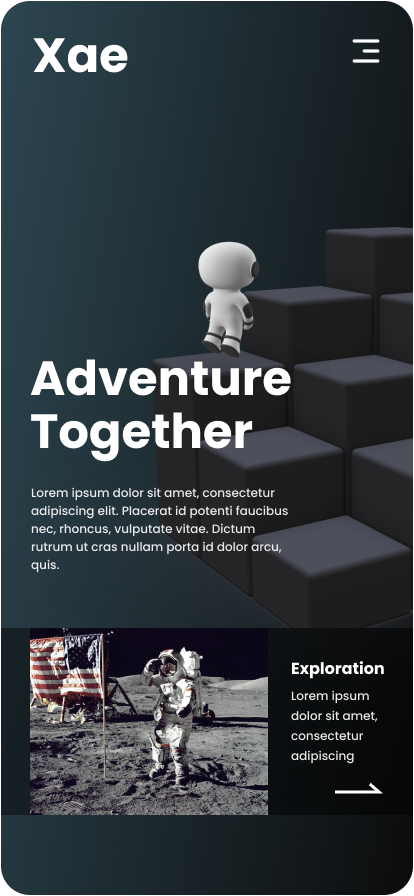 Xae
Adventure
Together
Lorem ipsum dolor sit amet, consectetur
adipiscing elit. Placerat id potenti faucibus
nec, rhoncus, vulputate vitae. Dictum
rutrum ut cras nullam porta id dolor arcu,
quis.
Exploration
Lorem ipsum
dolor sit amet,
consectetur
adipiscing